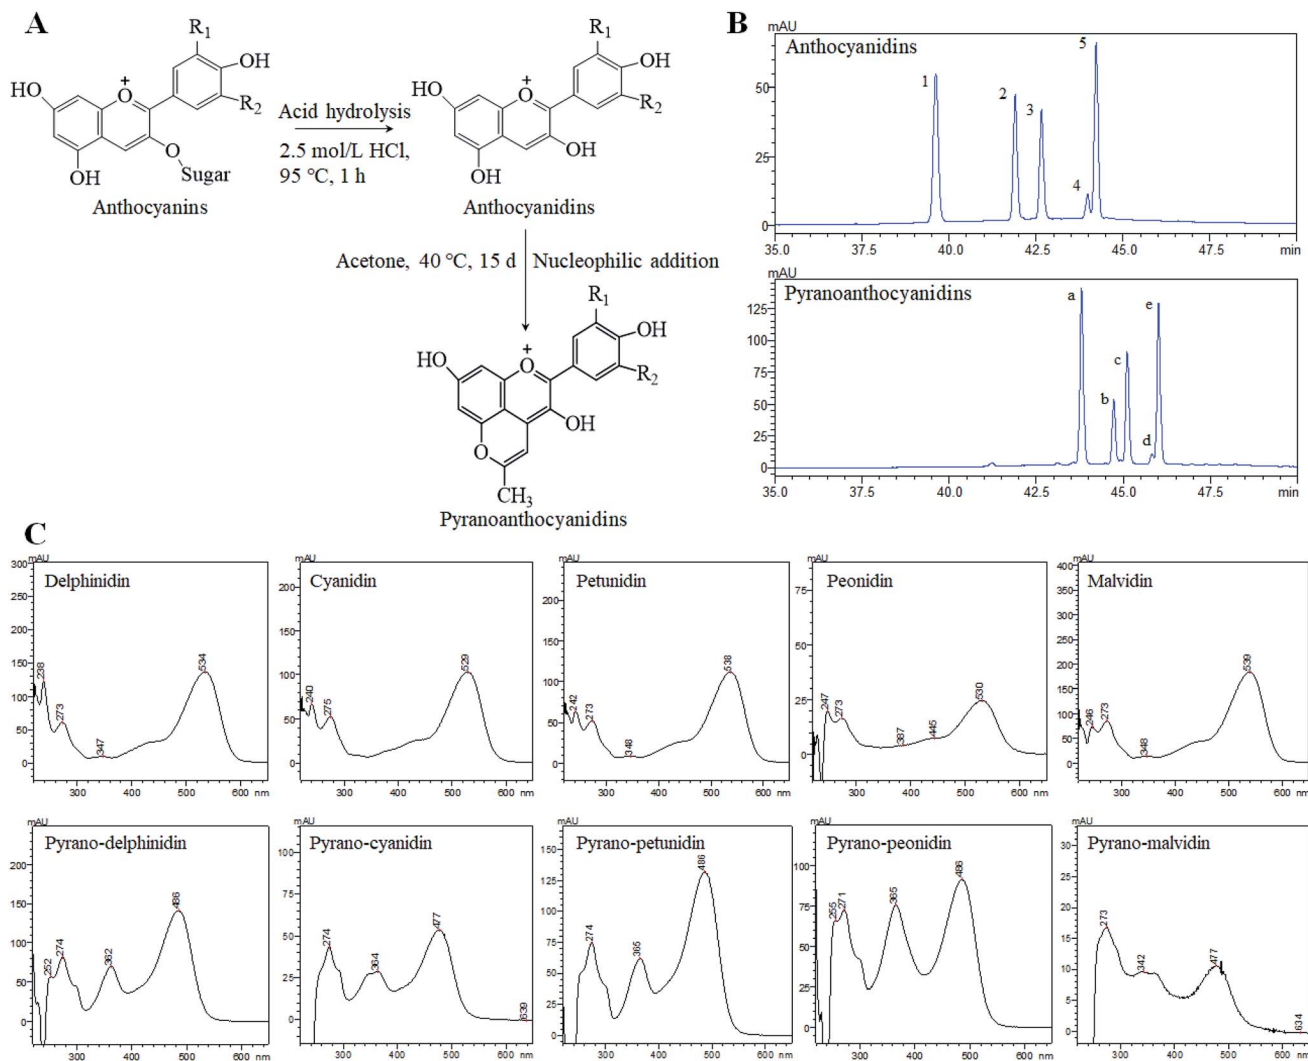 A
R1
OH
HO
+
O
R2
O
OH
Sugar
Anthocyanins
Acid hydrolysis
2.5 mol/L HCl,
95 °C, 1 h
R1
OH
HO
+
O
R2
OH
OH
Anthocyanidins
Acetone, 40 °C, 15 d
Nucleophilic addition
R1
OH
HO
+
O
R2
OH
O
CH3
Pyranoanthocyanidins
B
mAU
Anthocyanidins
50
25
0
1
2
3
4
5
35.0 37.5 40.0 42.5 45.0 47.5 min
mAU
Pyranoanthocyanidins
125
100
75
50
25
0
a
b
c
d
e
35.0 37.5 40.0 42.5 45.0 47.5 min
C
mAU
Delphinidin
300
250
200
150
100
50
0
238
273
347
534
300 400 500 600 nm
mAU
Cyanidin
200
150
100
50
0
240
275
529
300 400 500 600 nm
mAU
Petunidin
200
150
100
50
0
242
273
348
538
300 400 500 600 nm
mAU
Peonidin
75
50
25
0
247
273
387
445
530
300 400 500 600 nm
mAU
Malvidin
400
350
300
250
200
150
100
50
0
246
273
348
539
300 400 500 600 nm
mAU
Pyrano-delphinidin
200
150
100
50
0
252
274
362
486
300 400 500 600 nm
mAU
Pyrano-cyanidin
100
75
50
25
0
274
364
477
639
300 400 500 600 nm
mAU
Pyrano-petunidin
150
125
100
75
50
25
0
274
365
486
300 400 500 600 nm
mAU
Pyrano-peonidin
100
75
50
25
0
255
271
365
486
300 400 500 600 nm
mAU
Pyrano-malvidin
30
25
20
15
10
5
0
273
342
477
634
300 400 500 600 nm